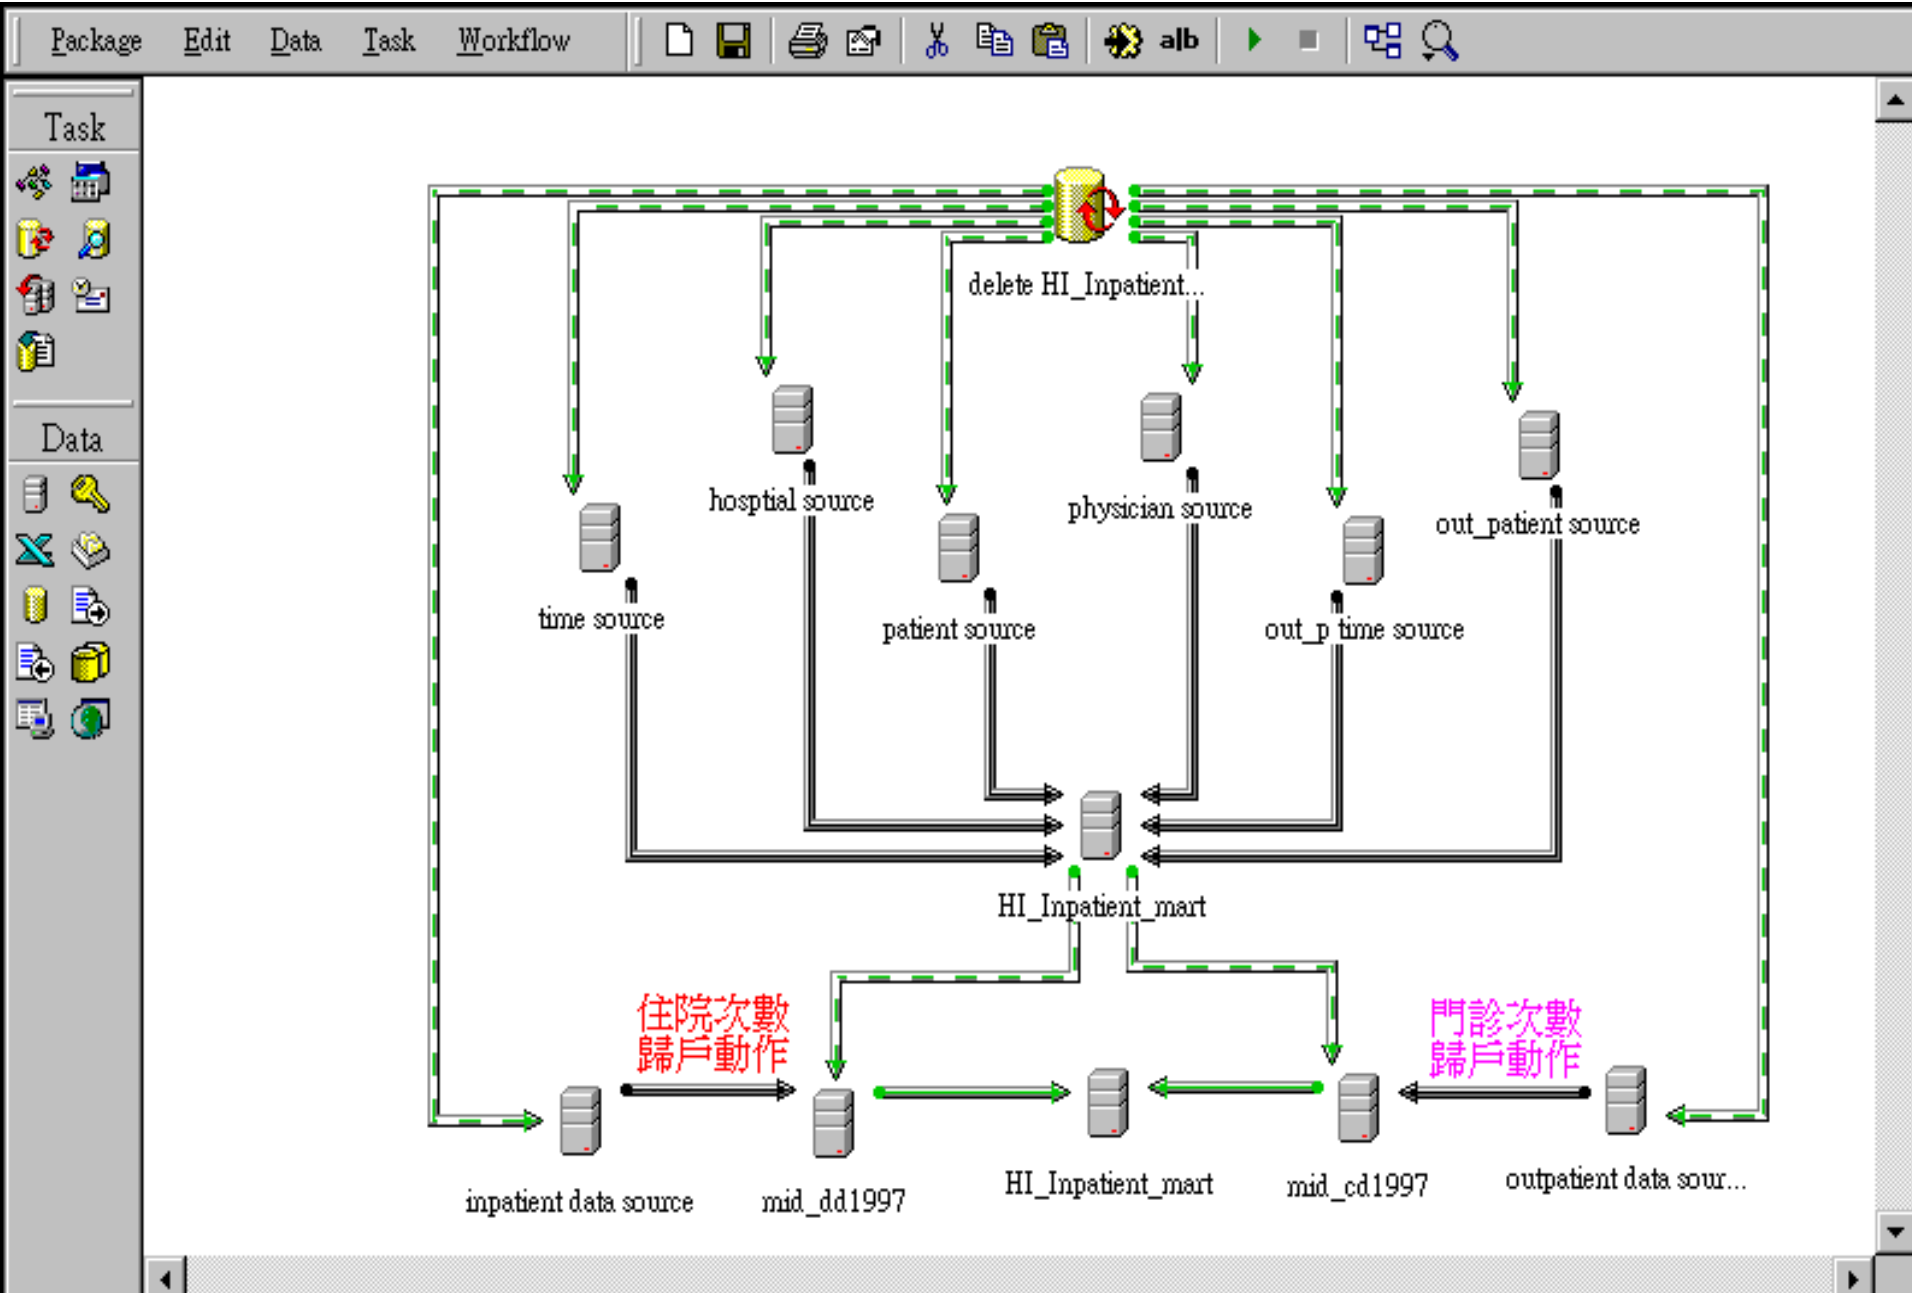 Package Edit Data Task Workflow
a|b
Task
Data
delete HI_Inpatient...
hosptial source
physician source
out_patient source
time source
patient source
out_p time source
HI_Inpatient_mart
住院次數
歸戶動作
門診次數
歸戶動作
inpatient data source
mid_dd1997
HI_Inpatient_mart
mid_cd1997
outpatient data sour...